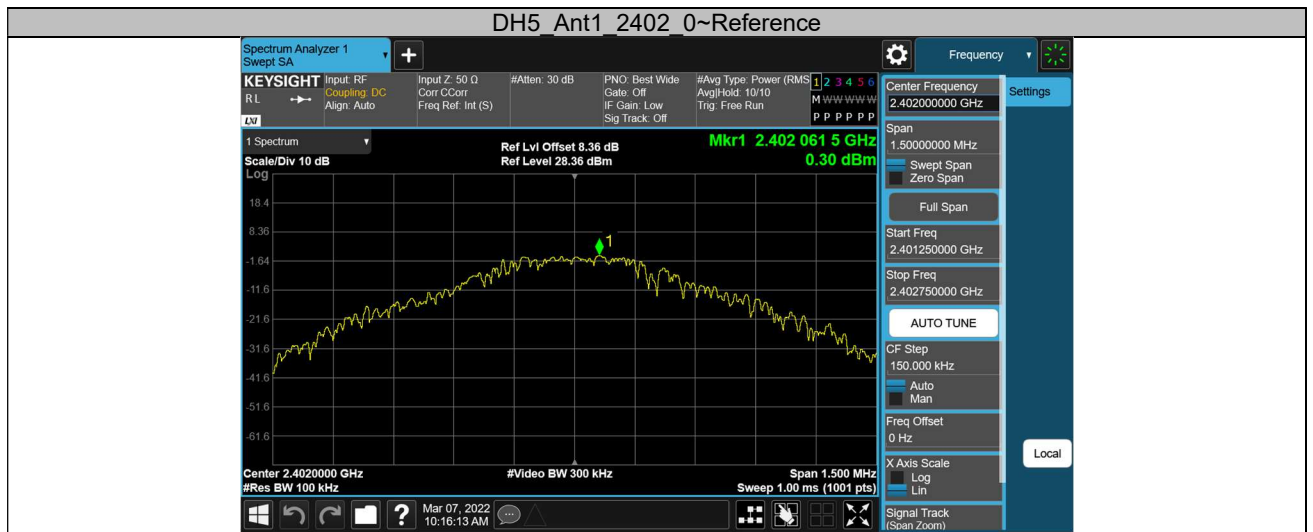 DH5_Ant1_2402_0~Reference
Spectrum Analyzer 1
Swept SA
+
Frequency
KEYSIGHT
RL
LXI
Input: RF
Coupling: DC
Align: Auto
Input Z: 50 Ω
Corr CCorr
Freq Ref: Int (S)
#Atten: 30 dB
PNO: Best Wide
Gate: Off
IF Gain: Low
Sig Track: Off
#Avg Type: Power (RMS
Avg|Hold: 10/10
Trig: Free Run
1 2 3 4 5 6
M W W W W W
P P P P P P
Center Frequency
2.402000000 GHz
Settings
Span
1.50000000 MHz
Swept Span
Zero Span
Full Span
Start Freq
2.401250000 GHz
Stop Freq
2.402750000 GHz
AUTO TUNE
CF Step
150.000 kHz
Auto
Man
Freq Offset
0 Hz
X Axis Scale
Log
Lin
Local
Signal Track
(Span Zoom)
1 Spectrum
Scale/Div 10 dB
Ref Lvl Offset 8.36 dB
Ref Level 28.36 dBm
Mkr1 2.402 061 5 GHz
0.30 dBm
Log
18.4
8.36
-1.64
-11.6
-21.6
-31.6
-41.6
-51.6
-61.6
1
Center 2.4020000 GHz
#Res BW 100 kHz
#Video BW 300 kHz
Span 1.500 MHz
Sweep 1.00 ms (1001 pts)
?
Mar 07, 2022
10:16:13 AM